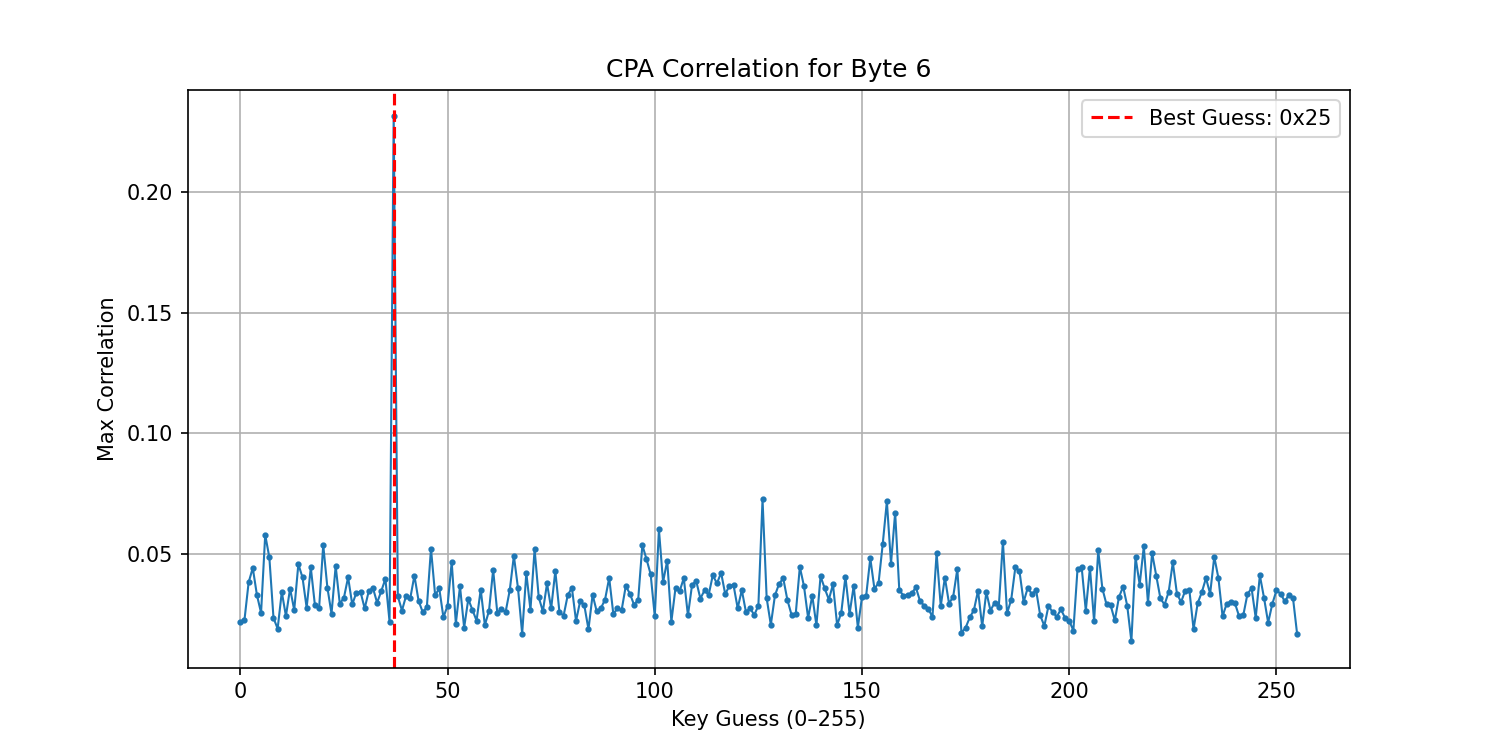 CPA Correlation for Byte 6
Best Guess: 0x25
Max Correlation
0.20
0.15
0.10
0.05
0 50 100 150 200 250
Key Guess (0–255)